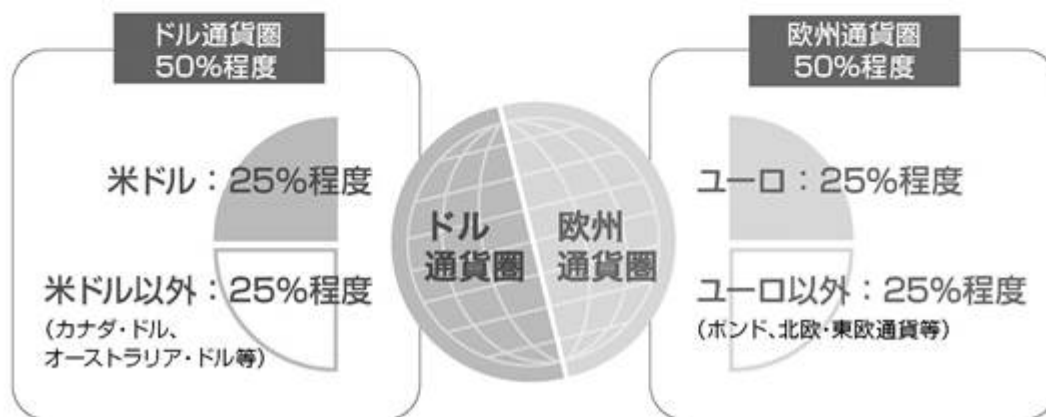 ドル通貨圏
50%程度
米ドル：25%程度
米ドル以外：25%程度
（カナダ・ドル、
オーストラリア・ドル等）
ドル
通貨圏
欧州
通貨圏
欧州通貨圏
50%程度
ユーロ：25%程度
ユーロ以外：25%程度
（ポンド、北欧・東欧通貨等）